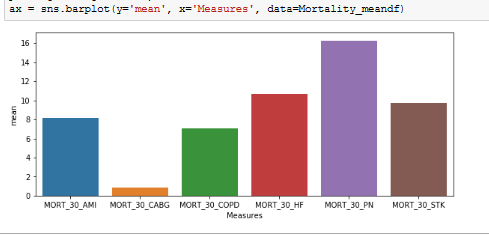 ax = sns.barplot(y='mean', x='Measures', data=Mortality_meandf)
16
14
12
10
8
6
4
2
0
mean
MORT_30_AMI MORT_30_CABG MORT_30_COPD MORT_30_HF MORT_30_PN MORT_30_STK
Measures